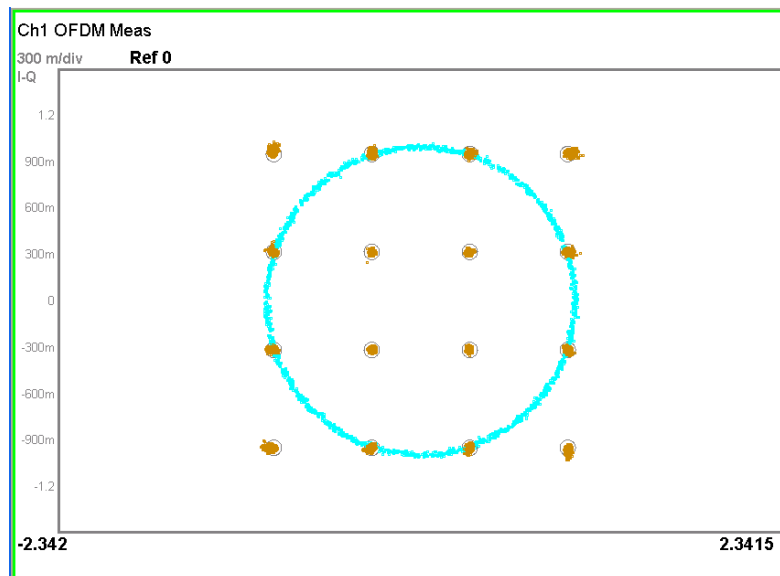 Ch1 OFDM Meas
300 m/div Ref 0
I-Q
1.2
900m
600m
300m
0
-300m
-600m
-900m
-1.2
-2.342 2.3415